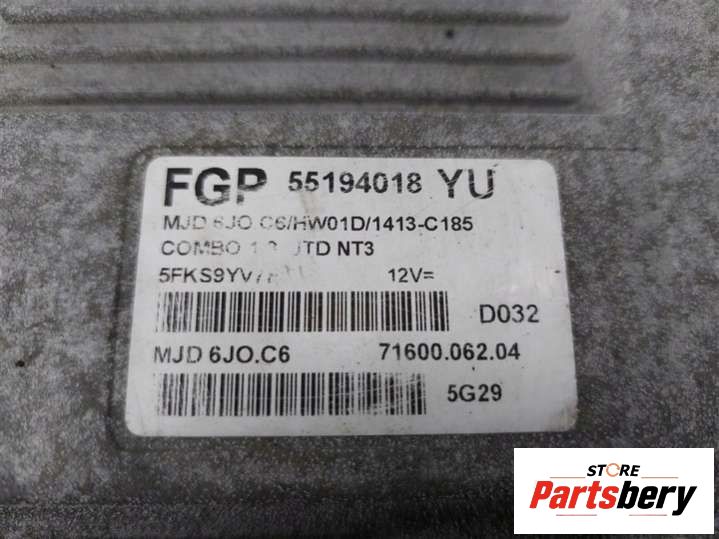 FGP 55194018 YU
MJD 6JO.C6/HW01D/1413-C185
COMBO JTD NT3
12V=
D032
MJD 6JO.C6 71600.062.04
5G29
STORE
Partsbery